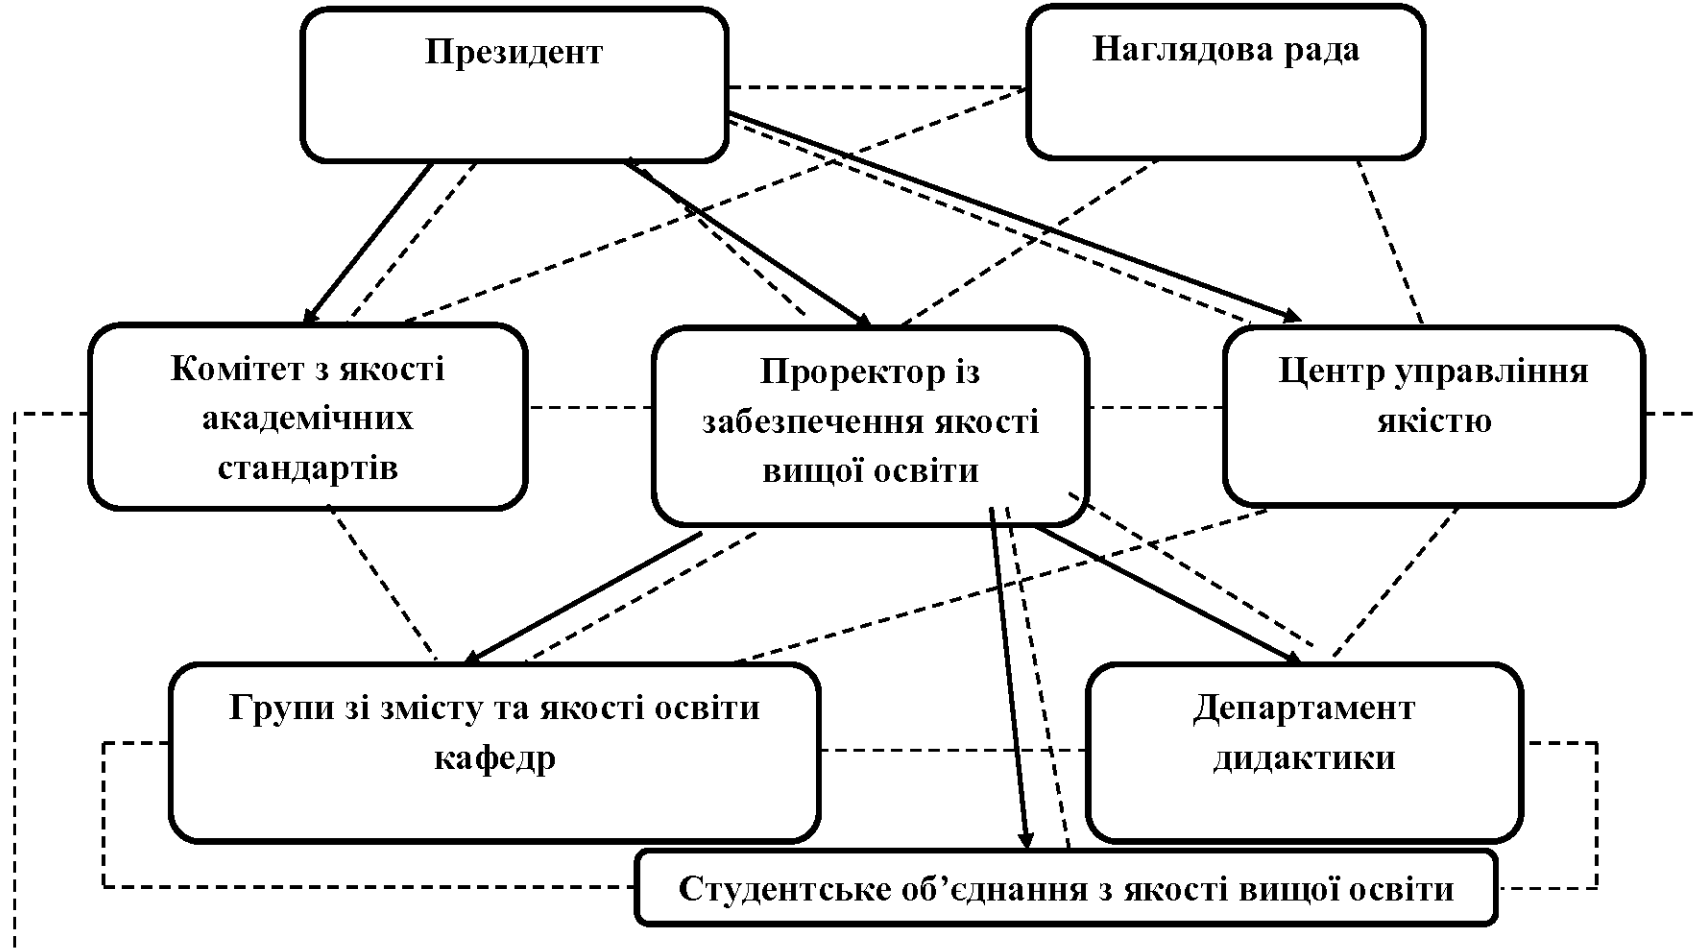 Президент
Наглядова рада
Комітет з якості
академічних
стандартів
Проректор із
забезпечення якості
вищої освіти
Центр управління
якістю
Групи зі змісту та якості освіти
кафедр
Департамент
дидактики
Студентське об’єднання з якості вищої освіти